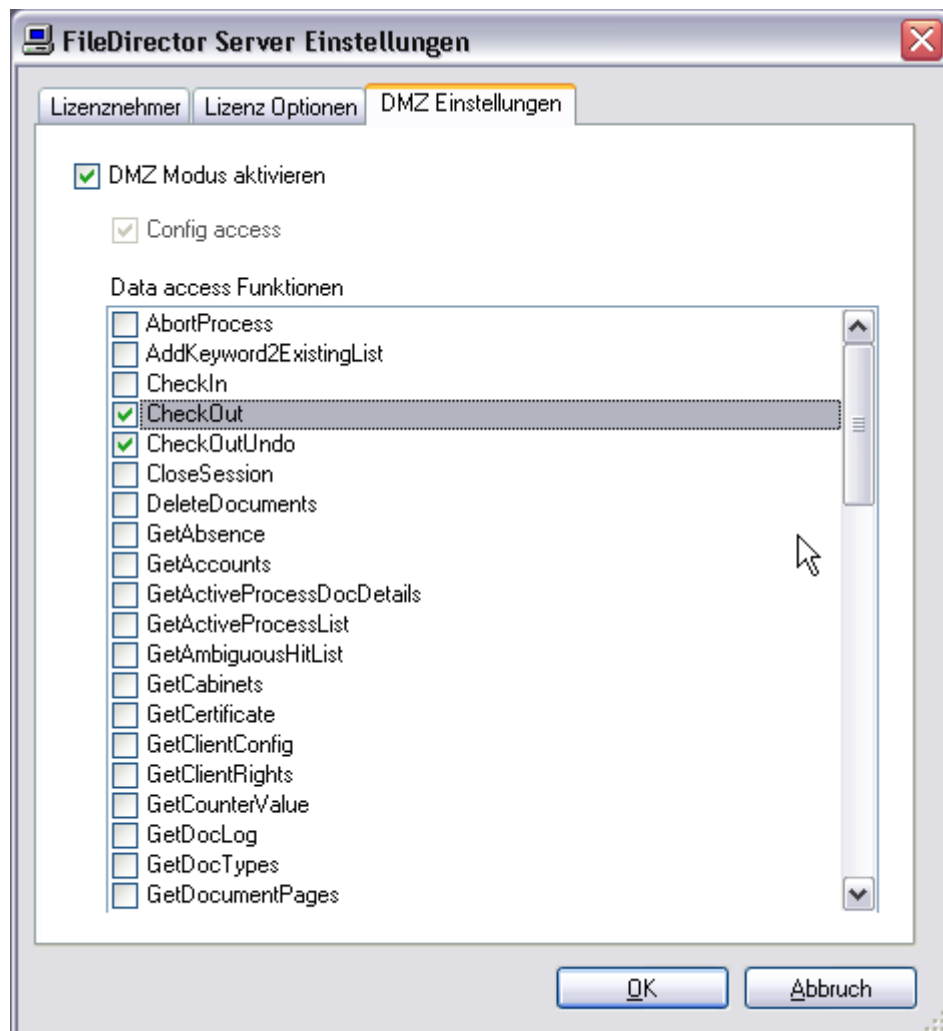 FileDirector Server Einstellungen
Lizenznehmer Lizenz Optionen DMZ Einstellungen
DMZ Modus aktivieren
Config access
Data access Funktionen
AbortProcess
AddKeyword2ExistingList
CheckIn
CheckOut
CheckOutUndo
CloseSession
DeleteDocuments
GetAbsence
GetAccounts
GetActiveProcessDocDetails
GetActiveProcessList
GetAmbiguousHitList
GetCabinets
GetCertificate
GetClientConfig
GetClientRights
GetCounterValue
GetDocLog
GetDocTypes
GetDocumentPages
OK Abbruch